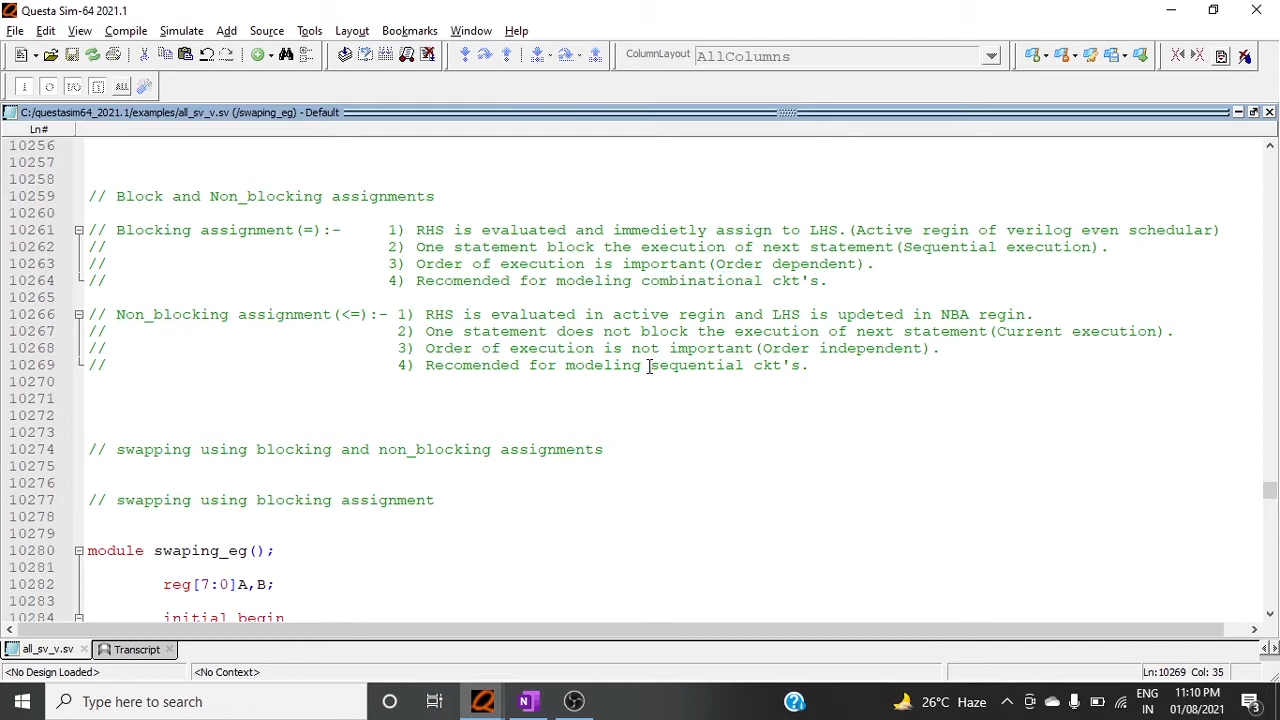 Questa Sim-64 2021.1
File Edit View Compile Simulate Add Source Tools Layout Bookmarks Window Help
ColumnLayout AllColumns
C:/questasim64_2021.1/examples/all_sv_v.sv (/swaping_eg) - Default
Ln#
10256
10257
10258
10259 // Block and Non_blocking assignments
10260
10261 // Blocking assignment(=):- 1) RHS is evaluated and immedietly assign to LHS.(Active regin of verilog even schedular)
10262 // 2) One statement block the execution of next statement(Sequential execution).
10263 // 3) Order of execution is important(Order dependent).
10264 // 4) Recomended for modeling combinational ckt's.
10265
10266 // Non_blocking assignment(<=):- 1) RHS is evaluated in active regin and LHS is updeted in NBA regin.
10267 // 2) One statement does not block the execution of next statement(Current execution).
10268 // 3) Order of execution is not important(Order independent).
10269 // 4) Recomended for modeling sequential ckt's.
10270
10271
10272
10273
10274 // swapping using blocking and non_blocking assignments
10275
10276
10277 // swapping using blocking assignment
10278
10279
10280 module swaping_eg();
10281
10282 reg[7:0]A,B;
10283
10284 initial begin
all_sv_v.sv Transcript
<No Design Loaded> <No Context> Ln:10269 Col: 35
Type here to search 26°C Haze ENG 11:10 PM
IN 01/08/2021 3